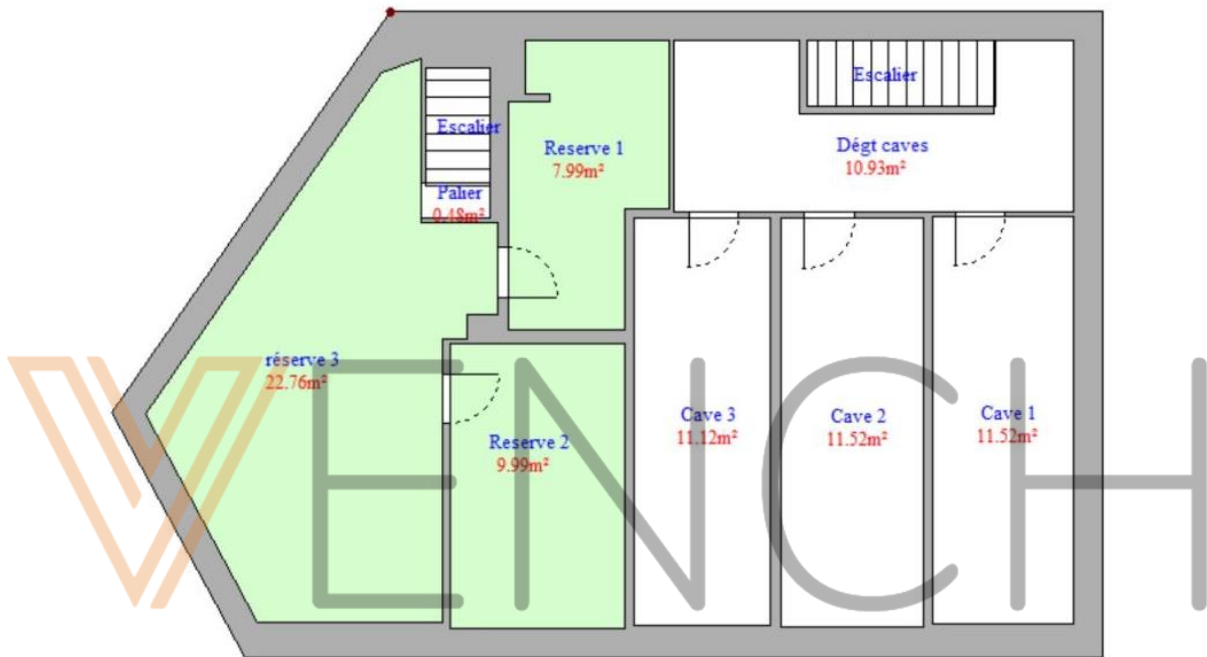 Escalier
Escalier
Reserve 1
7.99m²
Dégt caves
10.93m²
Palier
0.48m²
réserve 3
22.76m²
Reserve 2
9.99m²
Cave 3
11.12m²
Cave 2
11.52m²
Cave 1
11.52m²
VENCH